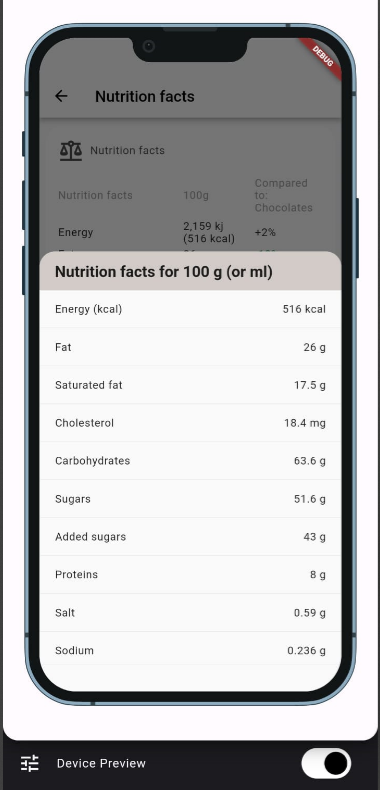 DEBUG
Nutrition facts
Nutrition facts
Nutrition facts 100g Compared
to:
Chocolates
Energy 2,159 kj
(516 kcal) +2%
Nutrition facts for 100 g (or ml)
Energy (kcal) 516 kcal
Fat 26 g
Saturated fat 17.5 g
Cholesterol 18.4 mg
Carbohydrates 63.6 g
Sugars 51.6 g
Added sugars 43 g
Proteins 8 g
Salt 0.59 g
Sodium 0.236 g
Device Preview